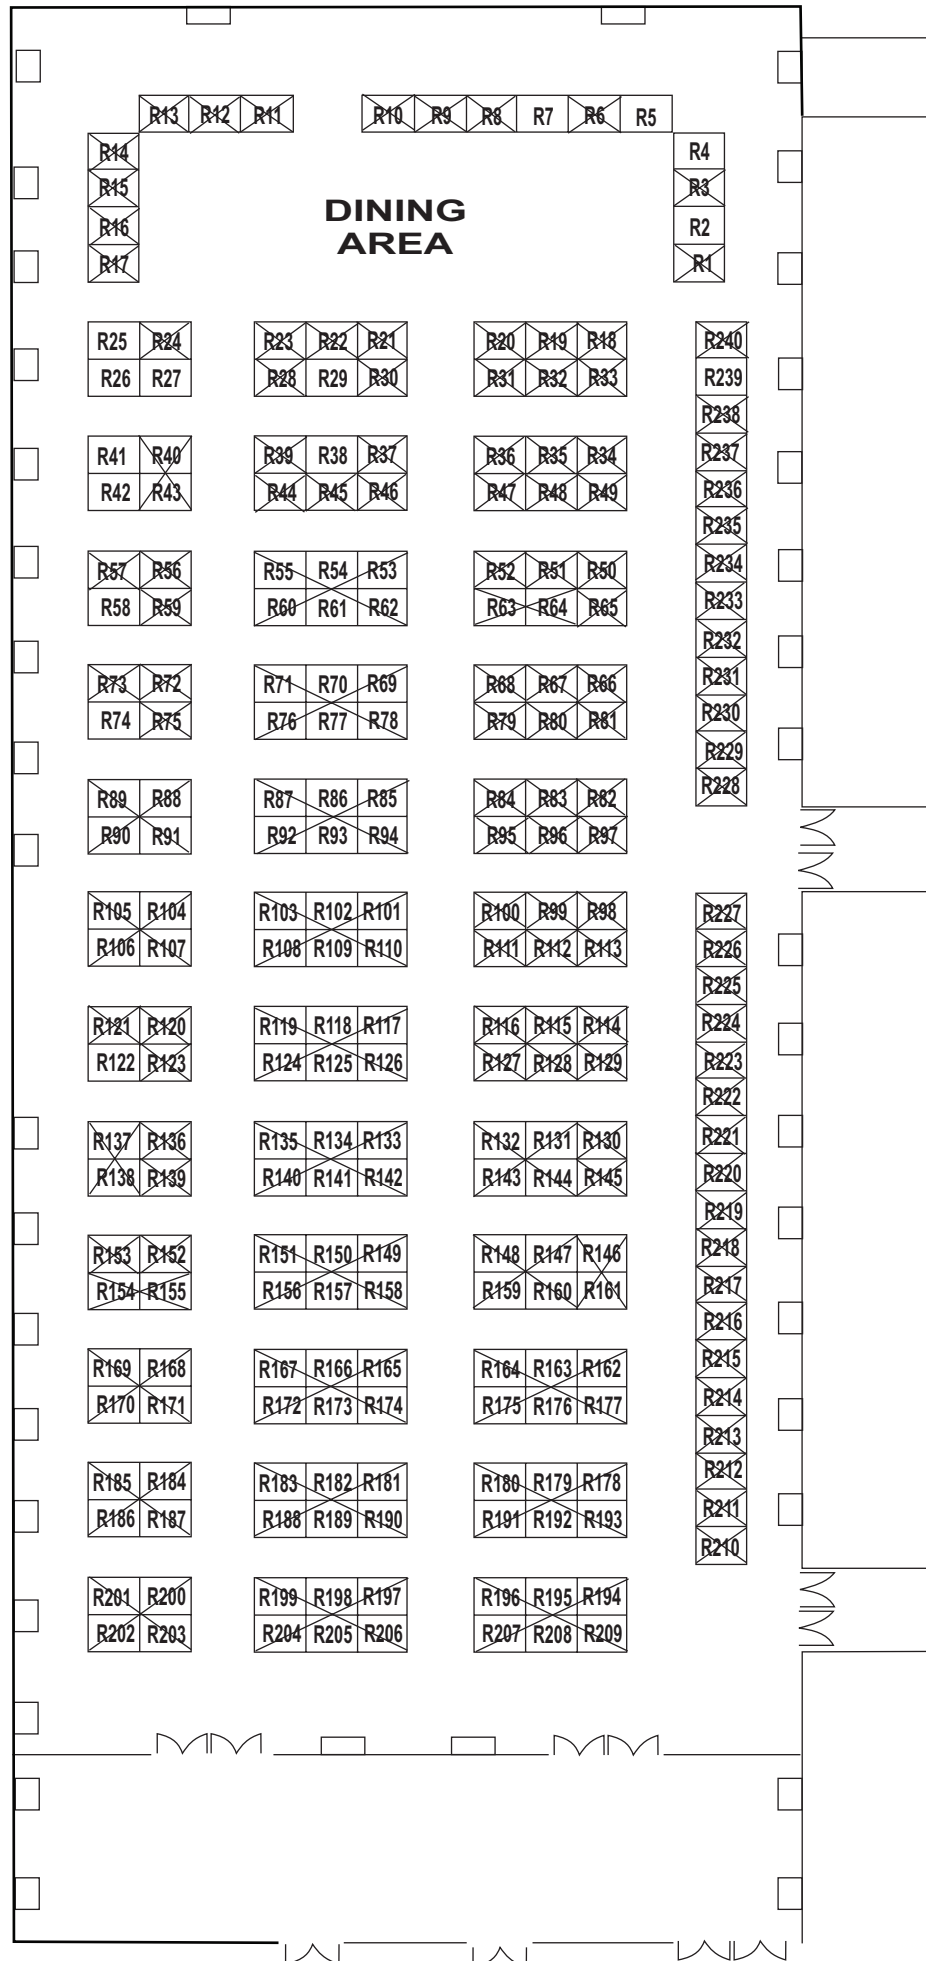 R13 R12 R11 R10 R9 R8 R7 R6 R5
R14 R4
R15 R3
DINING
AREA
R16 R2
R17 R1
R25 R24 R23 R22 R21 R20 R19 R18 R240
R26 R27 R28 R29 R30 R31 R32 R33 R239
R238
R41 R40 R39 R38 R37 R36 R35 R34 R237
R42 R43 R44 R45 R46 R47 R48 R49 R236
R235
R57 R56 R55 R54 R53 R52 R51 R50 R234
R58 R59 R60 R61 R62 R63 R64 R65 R233
R232
R73 R72 R71 R70 R69 R68 R67 R66 R231
R74 R75 R76 R77 R78 R79 R80 R81 R230
R229
R89 R88 R87 R86 R85 R84 R83 R82 R228
R90 R91 R92 R93 R94 R95 R96 R97
R105 R104 R103 R102 R101 R100 R99 R98 R227
R106 R107 R108 R109 R110 R111 R112 R113 R226
R225
R121 R120 R119 R118 R117 R116 R115 R114 R224
R122 R123 R124 R125 R126 R127 R128 R129 R223
R222
R137 R136 R135 R134 R133 R132 R131 R130 R221
R138 R139 R140 R141 R142 R143 R144 R145 R220
R219
R153 R152 R151 R150 R149 R148 R147 R146 R218
R154 R155 R156 R157 R158 R159 R160 R161 R217
R216
R169 R168 R167 R166 R165 R164 R163 R162 R215
R170 R171 R172 R173 R174 R175 R176 R177 R214
R213
R185 R184 R183 R182 R181 R180 R179 R178 R212
R186 R187 R188 R189 R190 R191 R192 R193 R211
R210
R201 R200 R199 R198 R197 R196 R195 R194
R202 R203 R204 R205 R206 R207 R208 R209